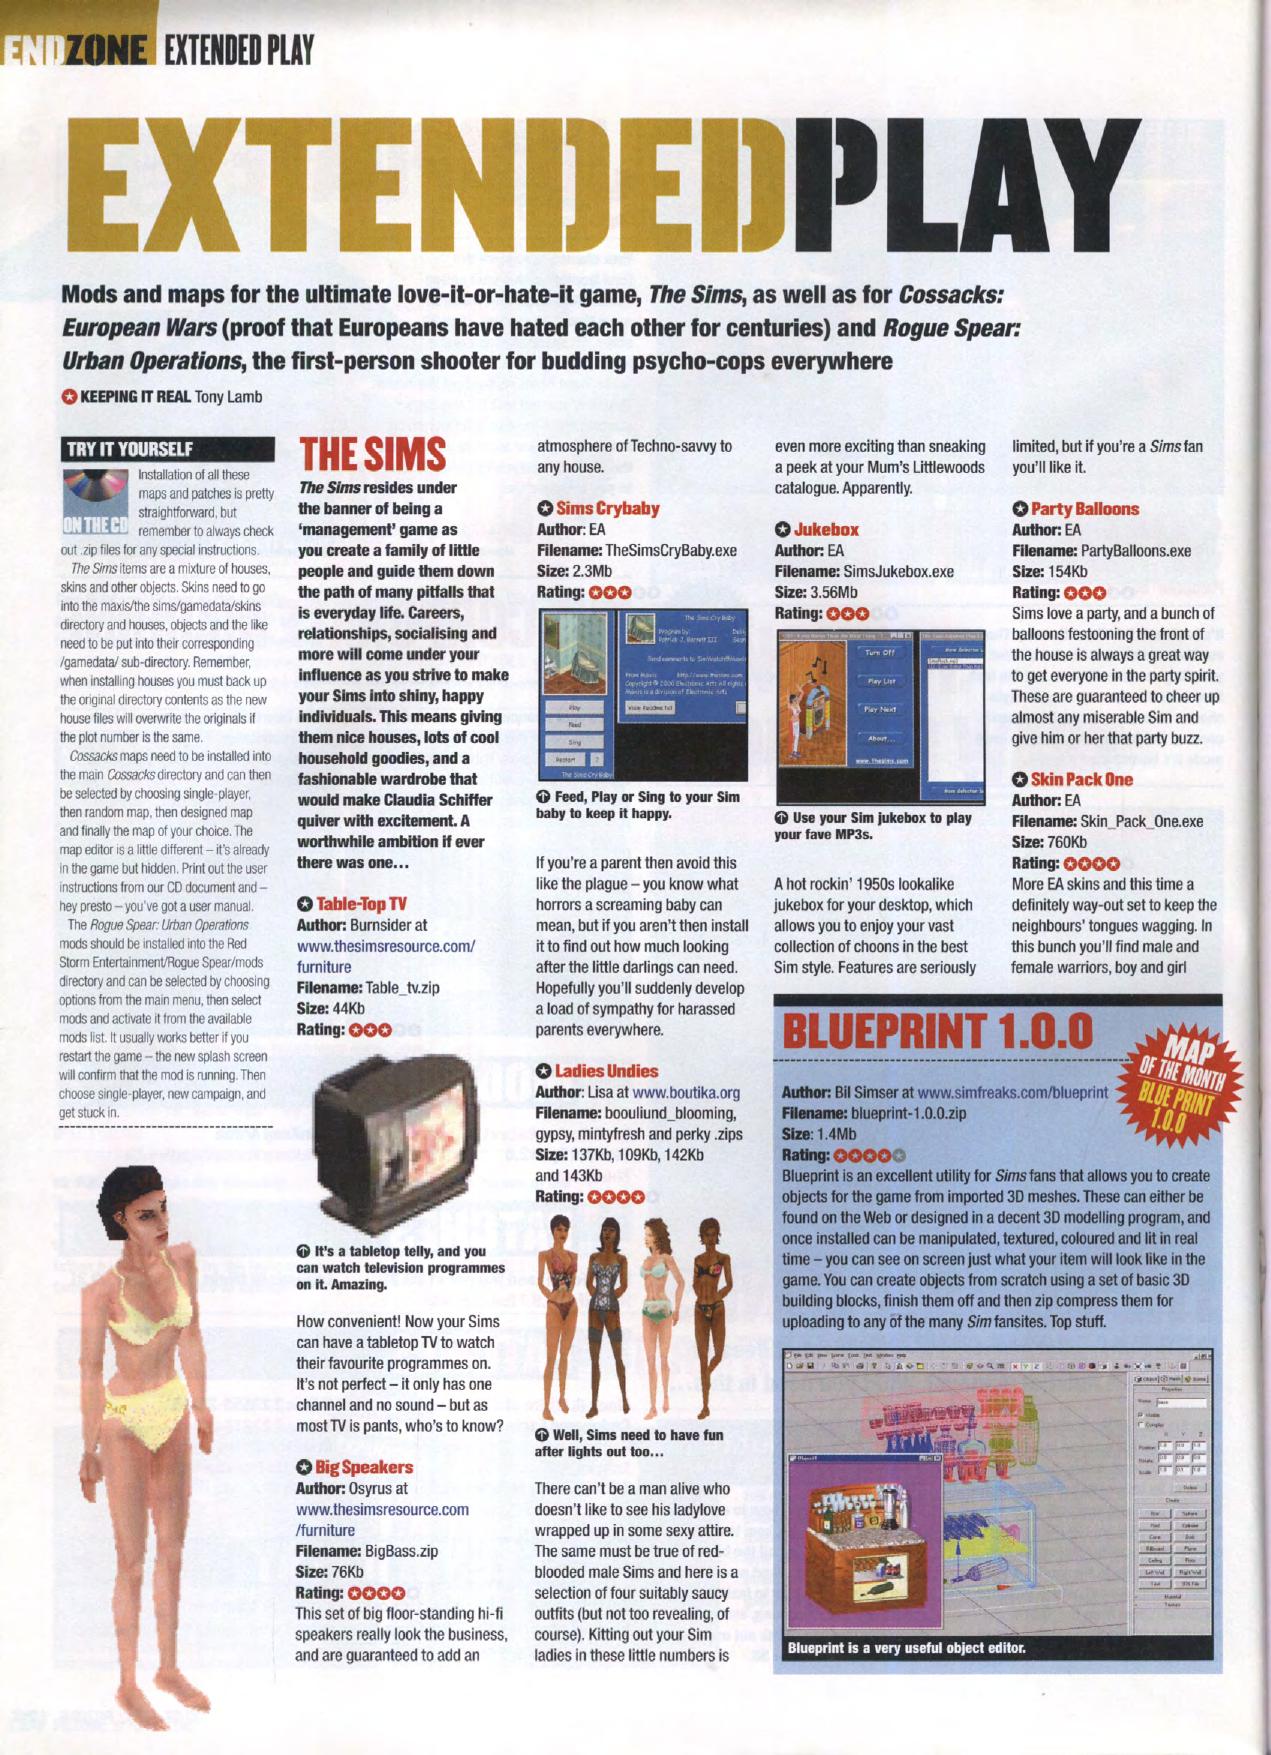 ENDZONE EXTENDED PLAY
EXTENDEDPLAY
Mods and maps for the ultimate love-it-or-hate-it game, The Sims, as well as for Cossacks:
European Wars (proof that Europeans have hated each other for centuries) and Rogue Spear:
Urban Operations, the first-person shooter for budding psycho-cops everywhere
KEEPING IT REAL Tony Lamb
TRY IT YOURSELF
ON THE CD
Installation of all these
maps and patches is pretty
straightforward, but
remember to always check
out .zip files for any special instructions.
The Sims items are a mixture of houses,
skins and other objects. Skins need to go
into the maxis/the sims/gamedata/skins
directory and houses, objects and the like
need to be put into their corresponding
/gamedata/ sub-directory. Remember,
when installing houses you must back up
the original directory contents as the new
house files will overwrite the originals if
the plot number is the same.
Cossacks maps need to be installed into
the main Cossacks directory and can then
be selected by choosing single-player,
then random map, then designed map
and finally the map of your choice. The
map editor is a little different – it's already
in the game but hidden. Print out the user
instructions from our CD document and –
hey presto – you've got a user manual.
The Rogue Spear: Urban Operations
mods should be installed into the Red
Storm Entertainment/Rogue Spear/mods
directory and can be selected by choosing
options from the main menu, then select
mods and activate it from the available
mods list. It usually works better if you
restart the game – the new splash screen
will confirm that the mod is running. Then
choose single-player, new campaign, and
get stuck in.
THE SIMS
The Sims resides under
the banner of being a
'management' game as
you create a family of little
people and guide them down
the path of many pitfalls that
is everyday life. Careers,
relationships, socialising and
more will come under your
influence as you strive to make
your Sims into shiny, happy
individuals. This means giving
them nice houses, lots of cool
household goodies, and a
fashionable wardrobe that
would make Claudia Schiffer
quiver with excitement. A
worthwhile ambition if ever
there was one...
Table-Top TV
Author: Burnsider at
www.thesimsresource.com/
furniture
Filename: Table_tv.zip
Size: 44Kb
Rating:
It's a tabletop telly, and you
can watch television programmes
on it. Amazing.
How convenient! Now your Sims
can have a tabletop TV to watch
their favourite programmes on.
It's not perfect – it only has one
channel and no sound – but as
most TV is pants, who's to know?
Big Speakers
Author: Osyrus at
www.thesimsresource.com
/furniture
Filename: BigBass.zip
Size: 76Kb
Rating:
This set of big floor-standing hi-fi
speakers really look the business,
and are guaranteed to add an
atmosphere of Techno-savvy to
any house.
Sims Crybaby
Author: EA
Filename: TheSimsCryBaby.exe
Size: 2.3Mb
Rating:
The Sims Cry Baby
Program by:
Patrick J. Barrett III
From Maxis
http://www.thesims.com
Copyright © 2000 Electronic Arts All rights
Maxis is a division of Electronic Arts
View Readme.txt
Play
Feed
Sing
Restart ?
The Sims Cry Baby
Feed, Play or Sing to your Sim
baby to keep it happy.
If you're a parent then avoid this
like the plague – you know what
horrors a screaming baby can
mean, but if you aren't then install
it to find out how much looking
after the little darlings can need.
Hopefully you'll suddenly develop
a load of sympathy for harassed
parents everywhere.
Ladies Undies
Author: Lisa at www.boutika.org
Filename: boouliund_blooming,
gypsy, mintyfresh and perky .zips
Size: 137Kb, 109Kb, 142Kb
and 143Kb
Rating:
Well, Sims need to have fun
after lights out too...
There can't be a man alive who
doesn't like to see his ladylove
wrapped up in some sexy attire.
The same must be true of red-
blooded male Sims and here is a
selection of four suitably saucy
outfits (but not too revealing, of
course). Kitting out your Sim
ladies in these little numbers is
even more exciting than sneaking
a peek at your Mum's Littlewoods
catalogue. Apparently.
Jukebox
Author: EA
Filename: SimsJukebox.exe
Size: 3.56Mb
Rating:
Turn Off
Play List
Play Next
About...
www.thesims.com
Use your Sim jukebox to play
your fave MP3s.
A hot rockin' 1950s lookalike
jukebox for your desktop, which
allows you to enjoy your vast
collection of choons in the best
Sim style. Features are seriously
limited, but if you're a Sims fan
you'll like it.
Party Balloons
Author: EA
Filename: PartyBalloons.exe
Size: 154Kb
Rating:
Sims love a party, and a bunch of
balloons festooning the front of
the house is always a great way
to get everyone in the party spirit.
These are guaranteed to cheer up
almost any miserable Sim and
give him or her that party buzz.
Skin Pack One
Author: EA
Filename: Skin_Pack_One.exe
Size: 760Kb
Rating:
More EA skins and this time a
definitely way-out set to keep the
neighbours' tongues wagging. In
this bunch you'll find male and
female warriors, boy and girl
BLUEPRINT 1.0.0
MAP
OF THE MONTH
BLUE PRINT
1.0.0
Author: Bil Simser at www.simfreaks.com/blueprint
Filename: blueprint-1.0.0.zip
Size: 1.4Mb
Rating:
Blueprint is an excellent utility for Sims fans that allows you to create
objects for the game from imported 3D meshes. These can either be
found on the Web or designed in a decent 3D modelling program, and
once installed can be manipulated, textured, coloured and lit in real
time – you can see on screen just what your item will look like in the
game. You can create objects from scratch using a set of basic 3D
building blocks, finish them off and then zip compress them for
uploading to any of the many Sim fansites. Top stuff.
Blueprint is a very useful object editor.